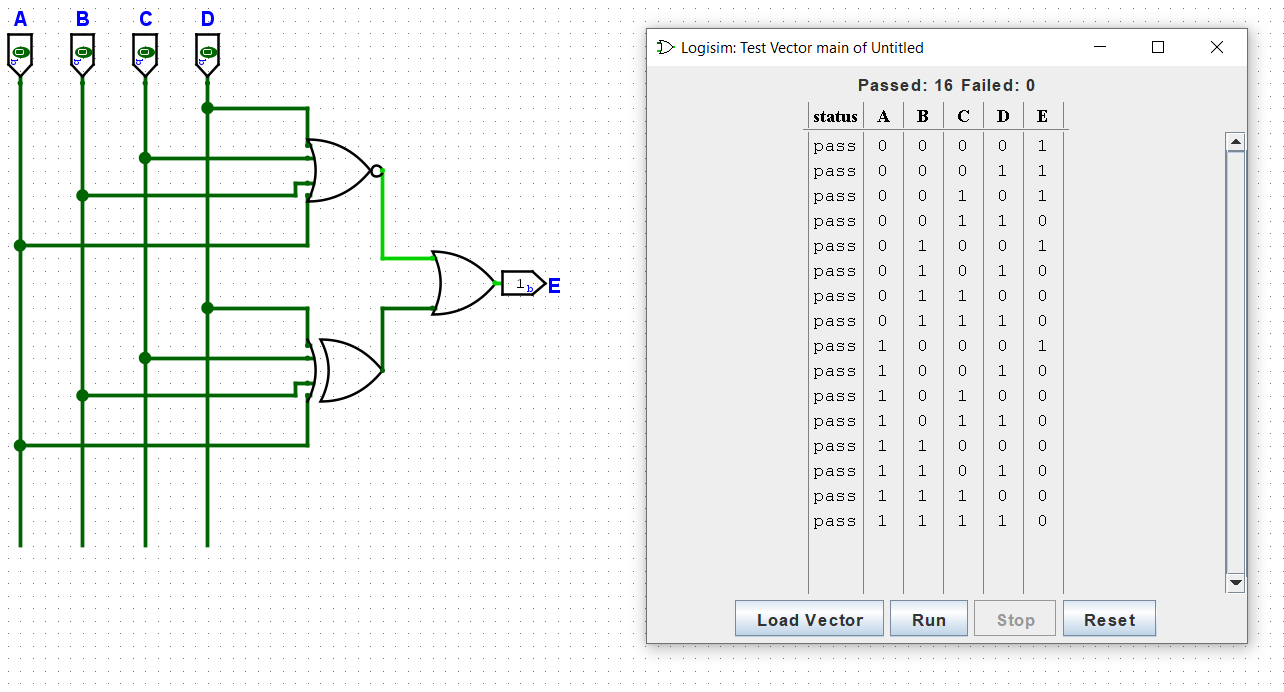 A B C D
E
1b
Logisim: Test Vector main of Untitled
Passed: 16 Failed: 0
status A B C D E
pass 0 0 0 0 1
pass 0 0 0 1 1
pass 0 0 1 0 1
pass 0 0 1 1 0
pass 0 1 0 0 1
pass 0 1 0 1 0
pass 0 1 1 0 0
pass 0 1 1 1 0
pass 1 0 0 0 1
pass 1 0 0 1 0
pass 1 0 1 0 0
pass 1 0 1 1 0
pass 1 1 0 0 0
pass 1 1 0 1 0
pass 1 1 1 0 0
pass 1 1 1 1 0
Load Vector Run Stop Reset